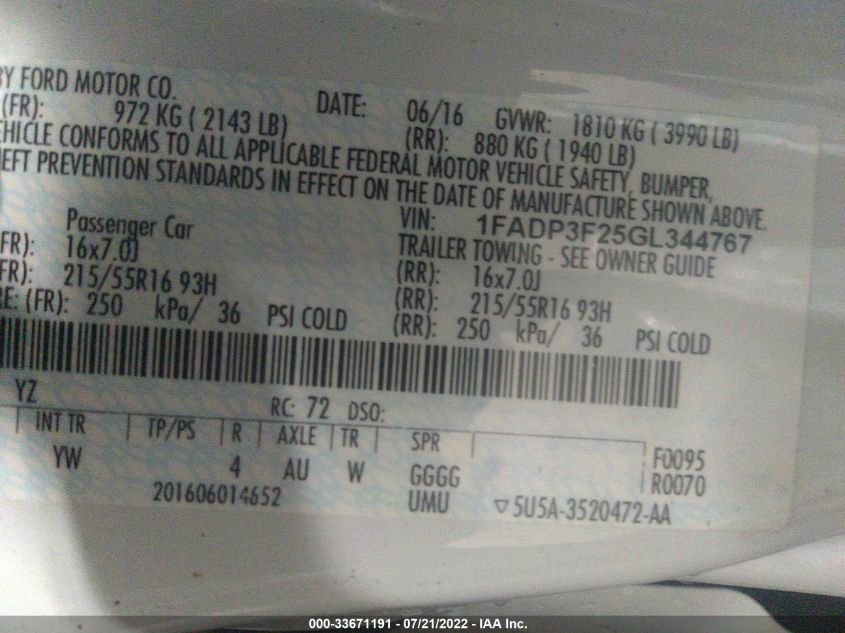 BY FORD MOTOR CO.
(FR): 972 KG ( 2143 LB) DATE: 06/16 GVWR: 1810 KG ( 3990 LB)
(RR): 880 KG ( 1940 LB)
EHICLE CONFORMS TO ALL APPLICABLE FEDERAL MOTOR VEHICLE SAFETY, BUMPER,
EFT PREVENTION STANDARDS IN EFFECT ON THE DATE OF MANUFACTURE SHOWN ABOVE.
VIN: 1FADP3F25GL344767
Passenger Car TRAILER TOWING - SEE OWNER GUIDE
FR): 16x7.0J (RR): 16x7.0J
FR): 215/55R16 93H (RR): 215/55R16 93H
RE: (FR): 250 kPa/ 36 PSI COLD (RR): 250 kPa/ 36 PSI COLD
YZ
RC: 72 DSO:
INT TR TP/PS R AXLE TR SPR F0095
YW 4 AU W GGGG R0070
201606014652 UMU ▽5U5A-3520472-AA
000-33671191 - 07/21/2022 - IAA Inc.